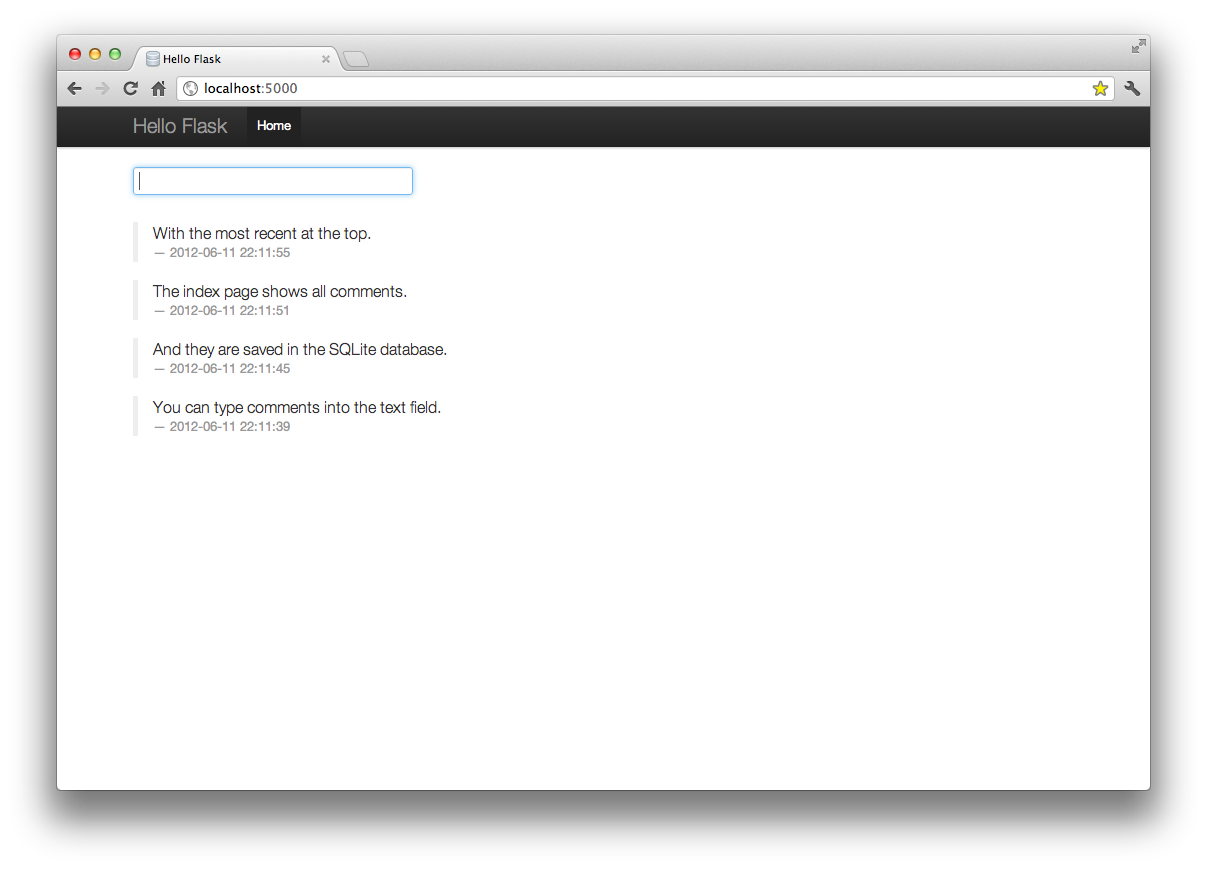 Hello Flask
localhost:5000
Hello Flask Home
With the most recent at the top.
— 2012-06-11 22:11:55
The index page shows all comments.
— 2012-06-11 22:11:51
And they are saved in the SQLite database.
— 2012-06-11 22:11:45
You can type comments into the text field.
— 2012-06-11 22:11:39